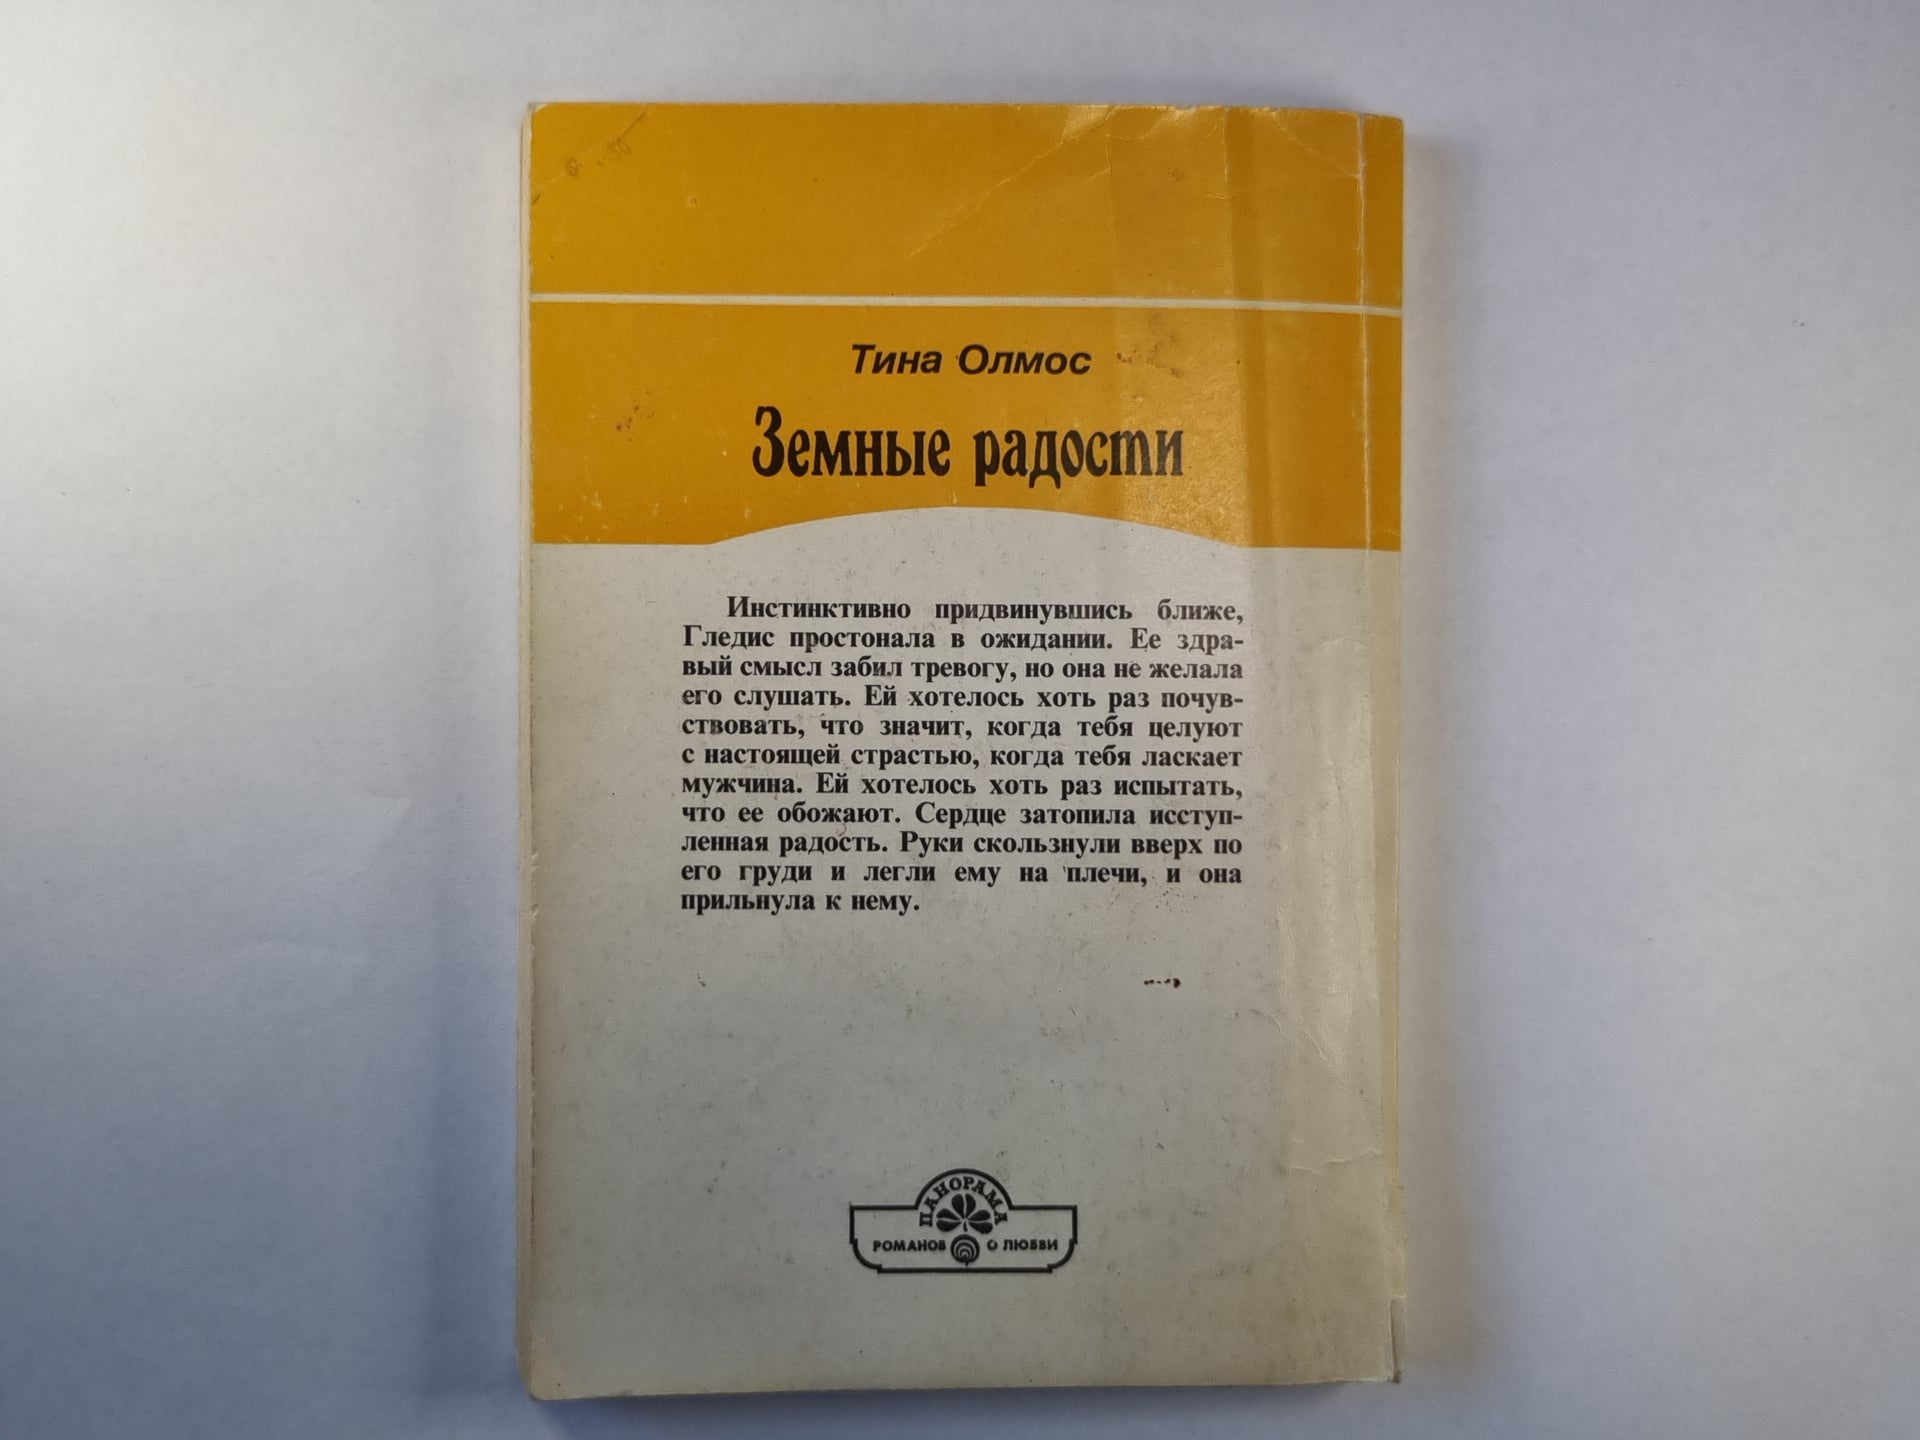 Тина Олмос
Земные радости
Инстинктивно придвинувшись ближе,
Гледис простонала в ожидании. Ее здра-
вый смысл забил тревогу, но она не желала
его слушать. Ей хотелось хоть раз почув-
ствовать, что значит, когда тебя целуют
с настоящей страстью, когда тебя ласкает
мужчина. Ей хотелось хоть раз испытать,
что ее обожают. Сердце затопила исступ-
ленная радость. Руки скользнули вверх по
его груди и легли ему на плечи, и она
прильнула к нему.
ПАНОРАМА
РОМАНОВ О ЛЮБВИ